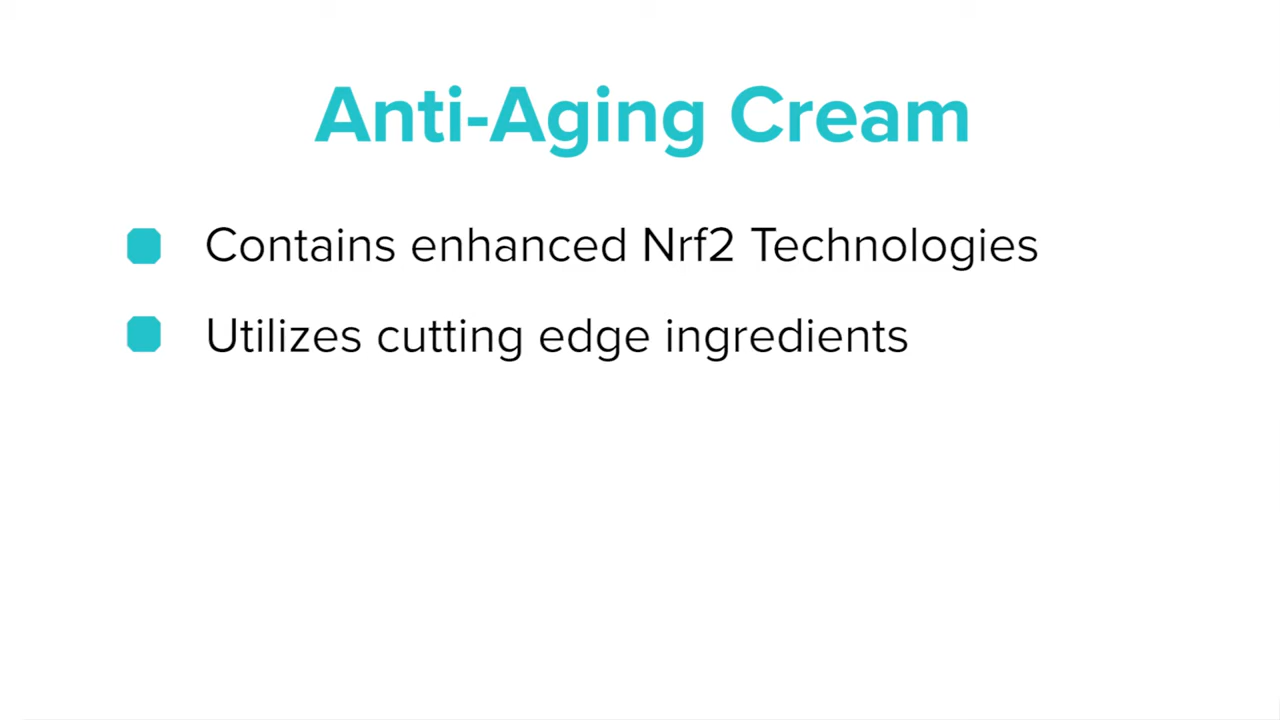 Anti-Aging Cream
Contains enhanced Nrf2 Technologies
Utilizes cutting edge ingredients